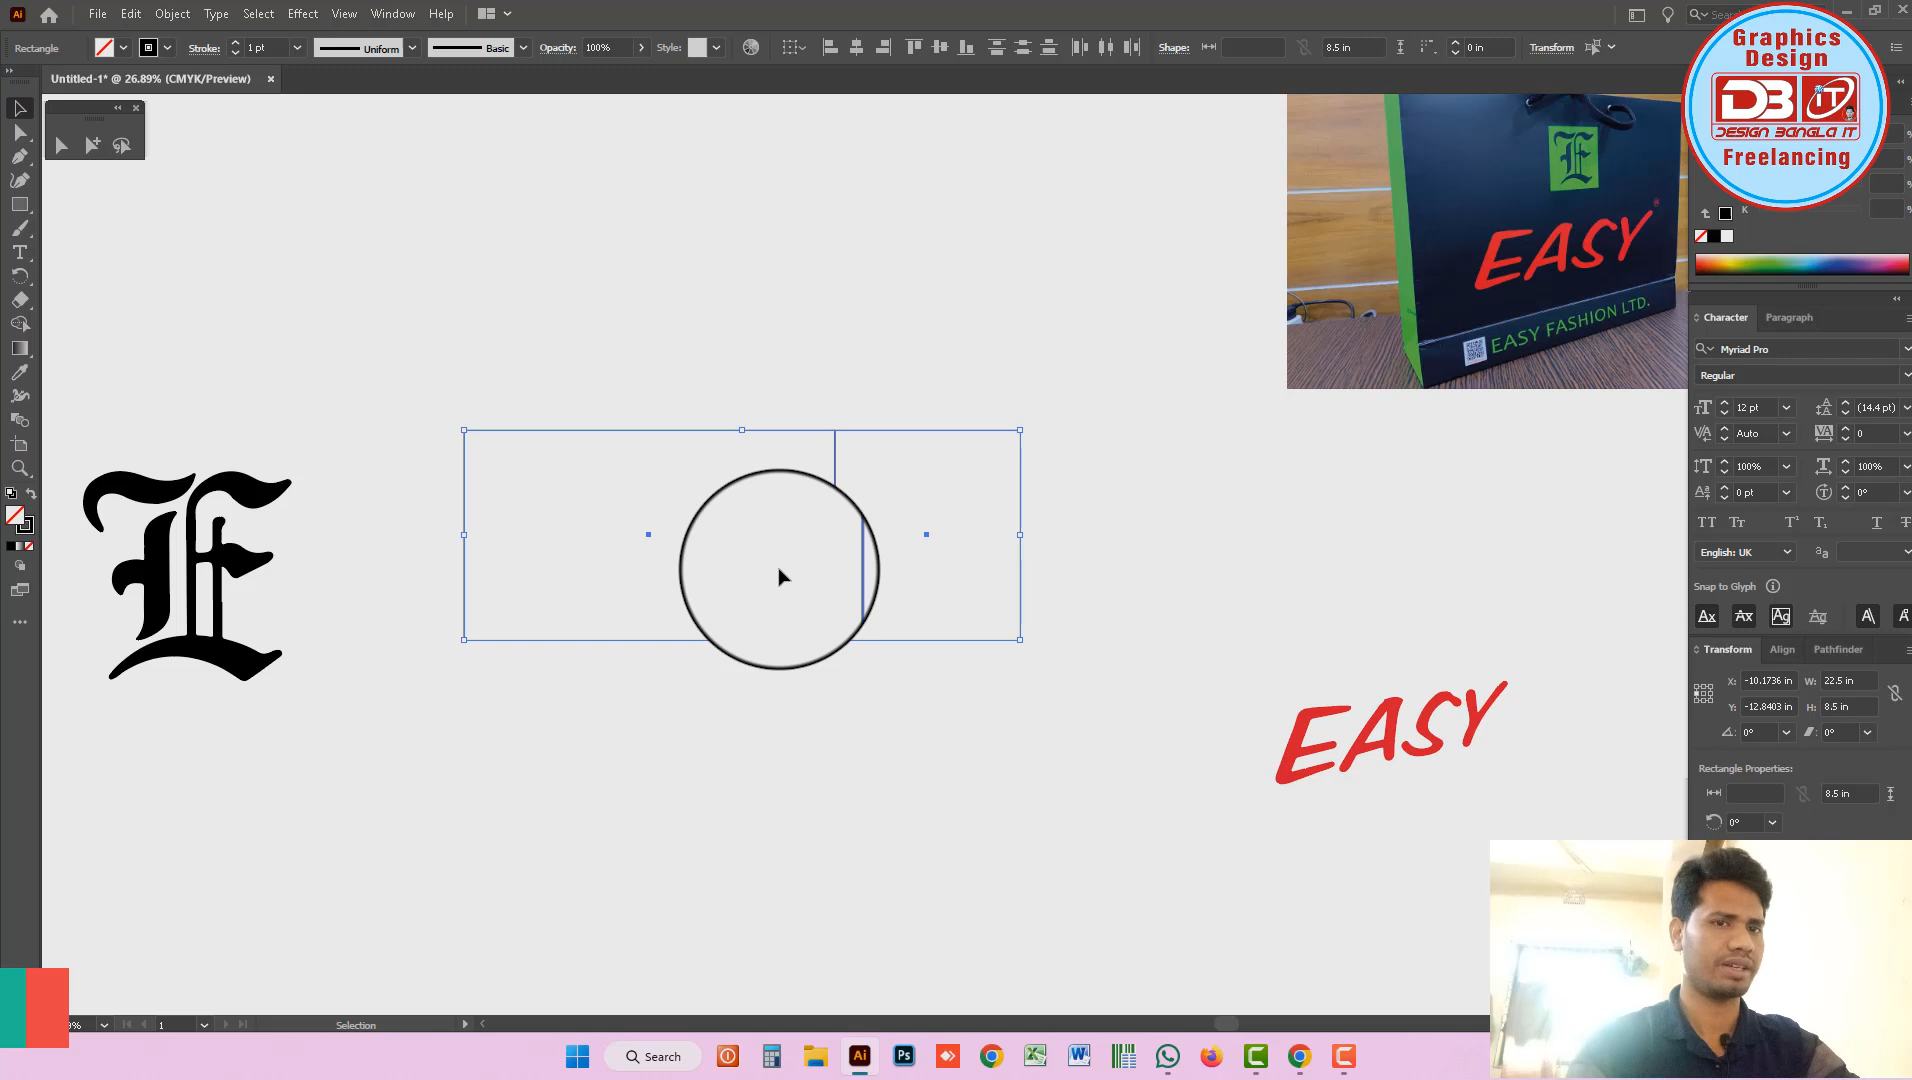 File Edit Object Type Select Effect View Window Help
Rectangle Stroke: 1 pt Uniform Basic Opacity: 100% Style: Shape: 8.5 in 0 in Transform
Untitled-1* @ 26.89% (CMYK/Preview)
Graphics
Design
DB iT
DESIGN BANGLA IT
Freelancing
K
E
EASY
EASY FASHION LTD.
Character Paragraph
Myriad Pro
Regular
12 pt (14.4 pt)
Auto 0
100% 100%
0 pt 0°
English: UK
Snap to Glyph
Transform Align Pathfinder
X: -10.1736 in W: 22.5 in
Y: -12.8403 in H: 8.5 in
0° 0°
Rectangle Properties:
8.5 in
0°
E
EASY
1 Selection
Search